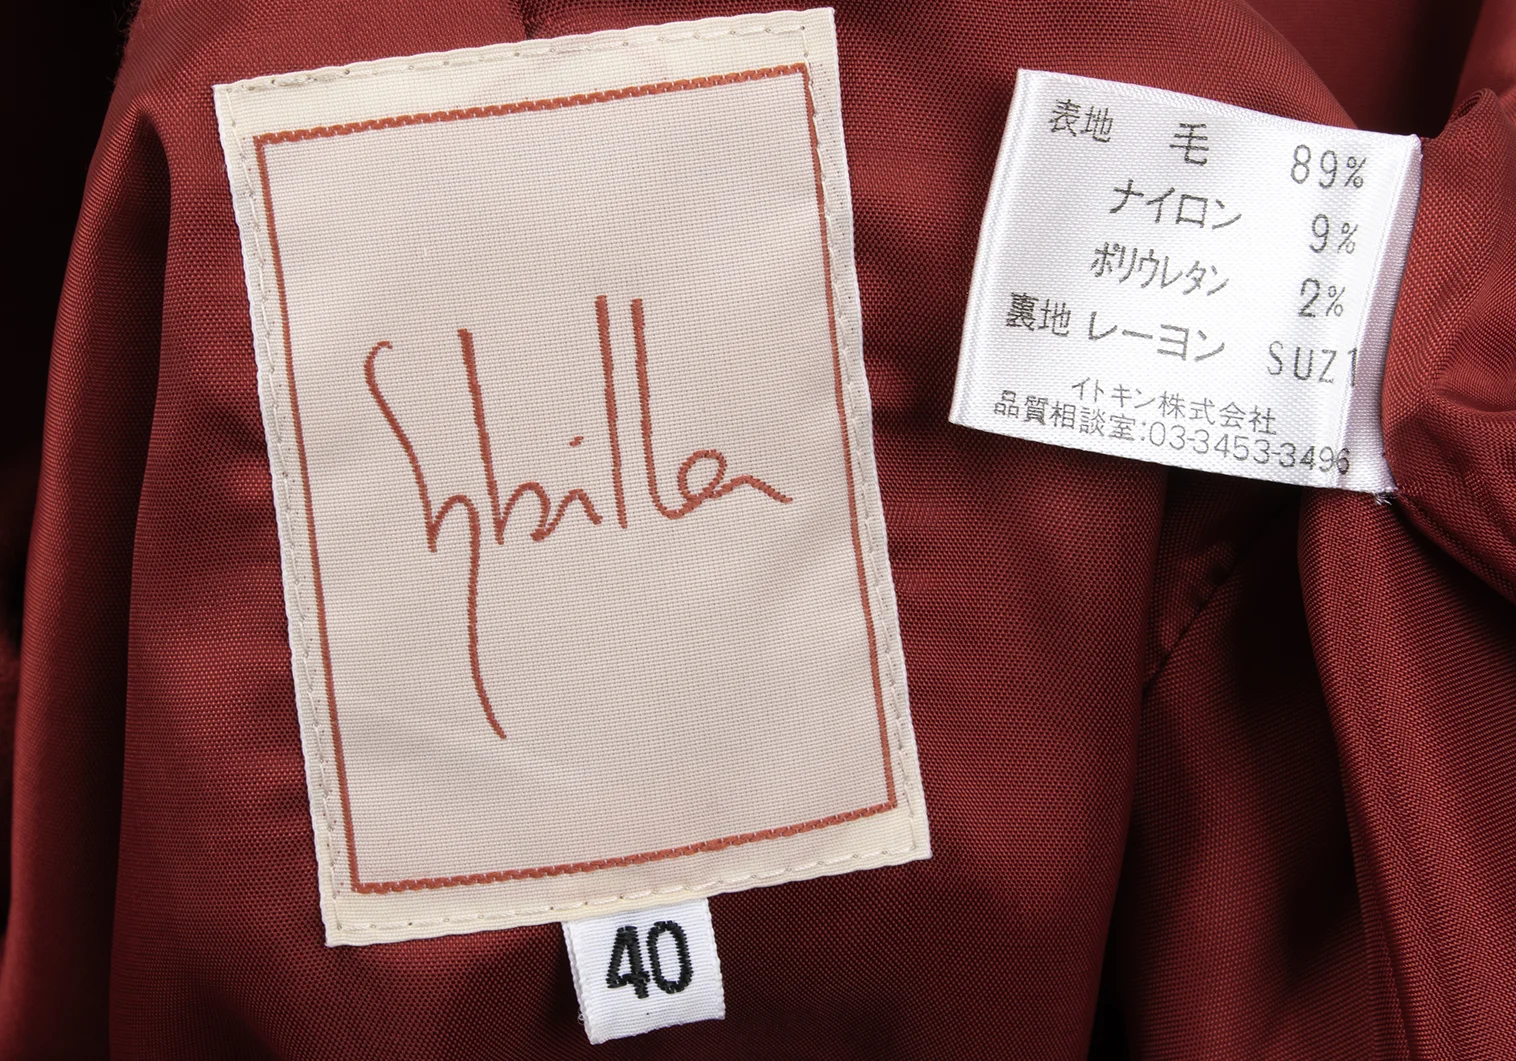 Sybilla
40
表地 毛 89%
ナイロン 9%
ポリウレタン 2%
裏地 レーヨン SUZ1
イトキン株式会社
品質相談室:03-3453-3496